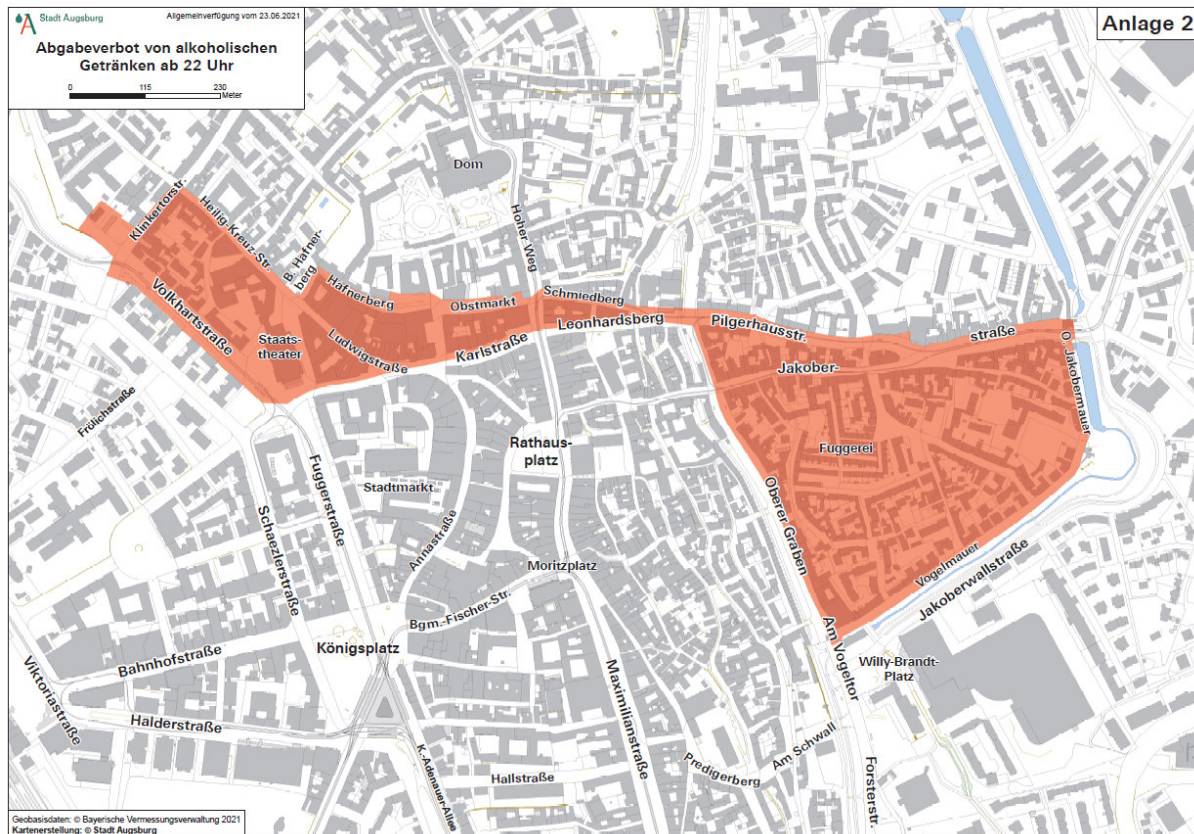 Stadt Augsburg
Allgemeinverfügung vom 23.06.2021
Abgabeverbot von alkoholischen
Getränken ab 22 Uhr
0 115 230
Meter
Anlage 2
Dom
Klinkertorstr.
Heilig-Kreuz-Str.
B. Hafner-
berg
Hoher Weg
Hafnerberg
Obstmarkt
Schmiedberg
Volkhartstraße
Staats-
theater
Ludwigstraße
Karlstraße
Leonhardsberg
Pilgerhausstr.
Jakober-
straße
O. Jakobermauer
Frölichstraße
Fuggerstraße
Schaezlerstraße
Stadtmarkt
Annastraße
Rathaus-
platz
Fuggerei
Oberer Graben
Vogelmauer
Jakoberwallstraße
Moritzplatz
Bgm.-Fischer-Str.
Königsplatz
Bahnhofstraße
Viktoriastraße
Halderstraße
K.-Adenauer-Allee
Hallstraße
Maximilianstraße
Predigerberg
Am Schwall
Am Vogeltor
Willy-Brandt-
Platz
Forsterstr.
Geobasisdaten: © Bayerische Vermessungsverwaltung 2021
Kartenerstellung: © Stadt Augsburg